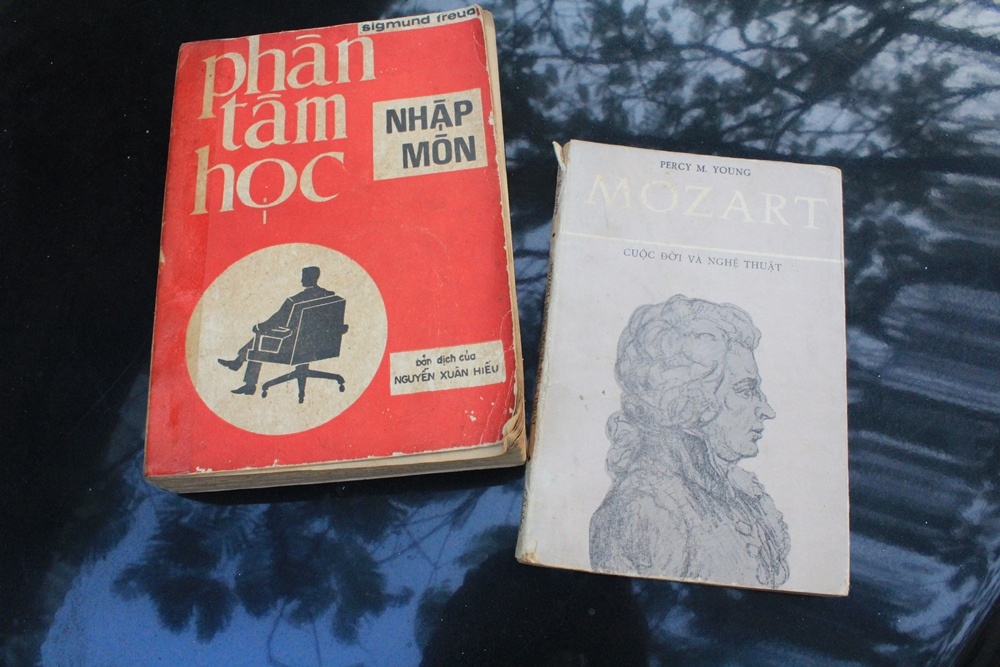 sigmund freud
phân
tâm
học
NHẬP
MÔN
bản dịch của
NGUYỄN XUÂN HIẾU
PERCY M. YOUNG
MOZART
CUỘC ĐỜI VÀ NGHỆ THUẬT